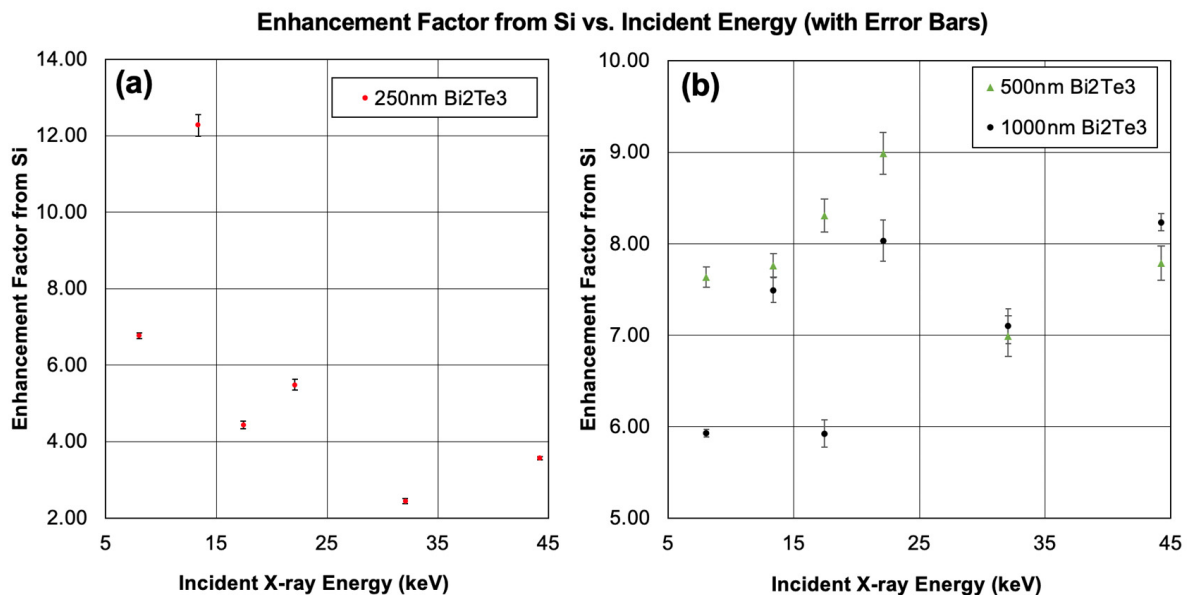 Enhancement Factor from Si vs. Incident Energy (with Error Bars)
(a)
250nm Bi2Te3
Enhancement Factor from Si
14.00
12.00
10.00
8.00
6.00
4.00
2.00
5 15 25 35 45
Incident X-ray Energy (keV)
(b)
500nm Bi2Te3
1000nm Bi2Te3
Enhancement Factor from Si
10.00
9.00
8.00
7.00
6.00
5.00
5 15 25 35 45
Incident X-ray Energy (keV)